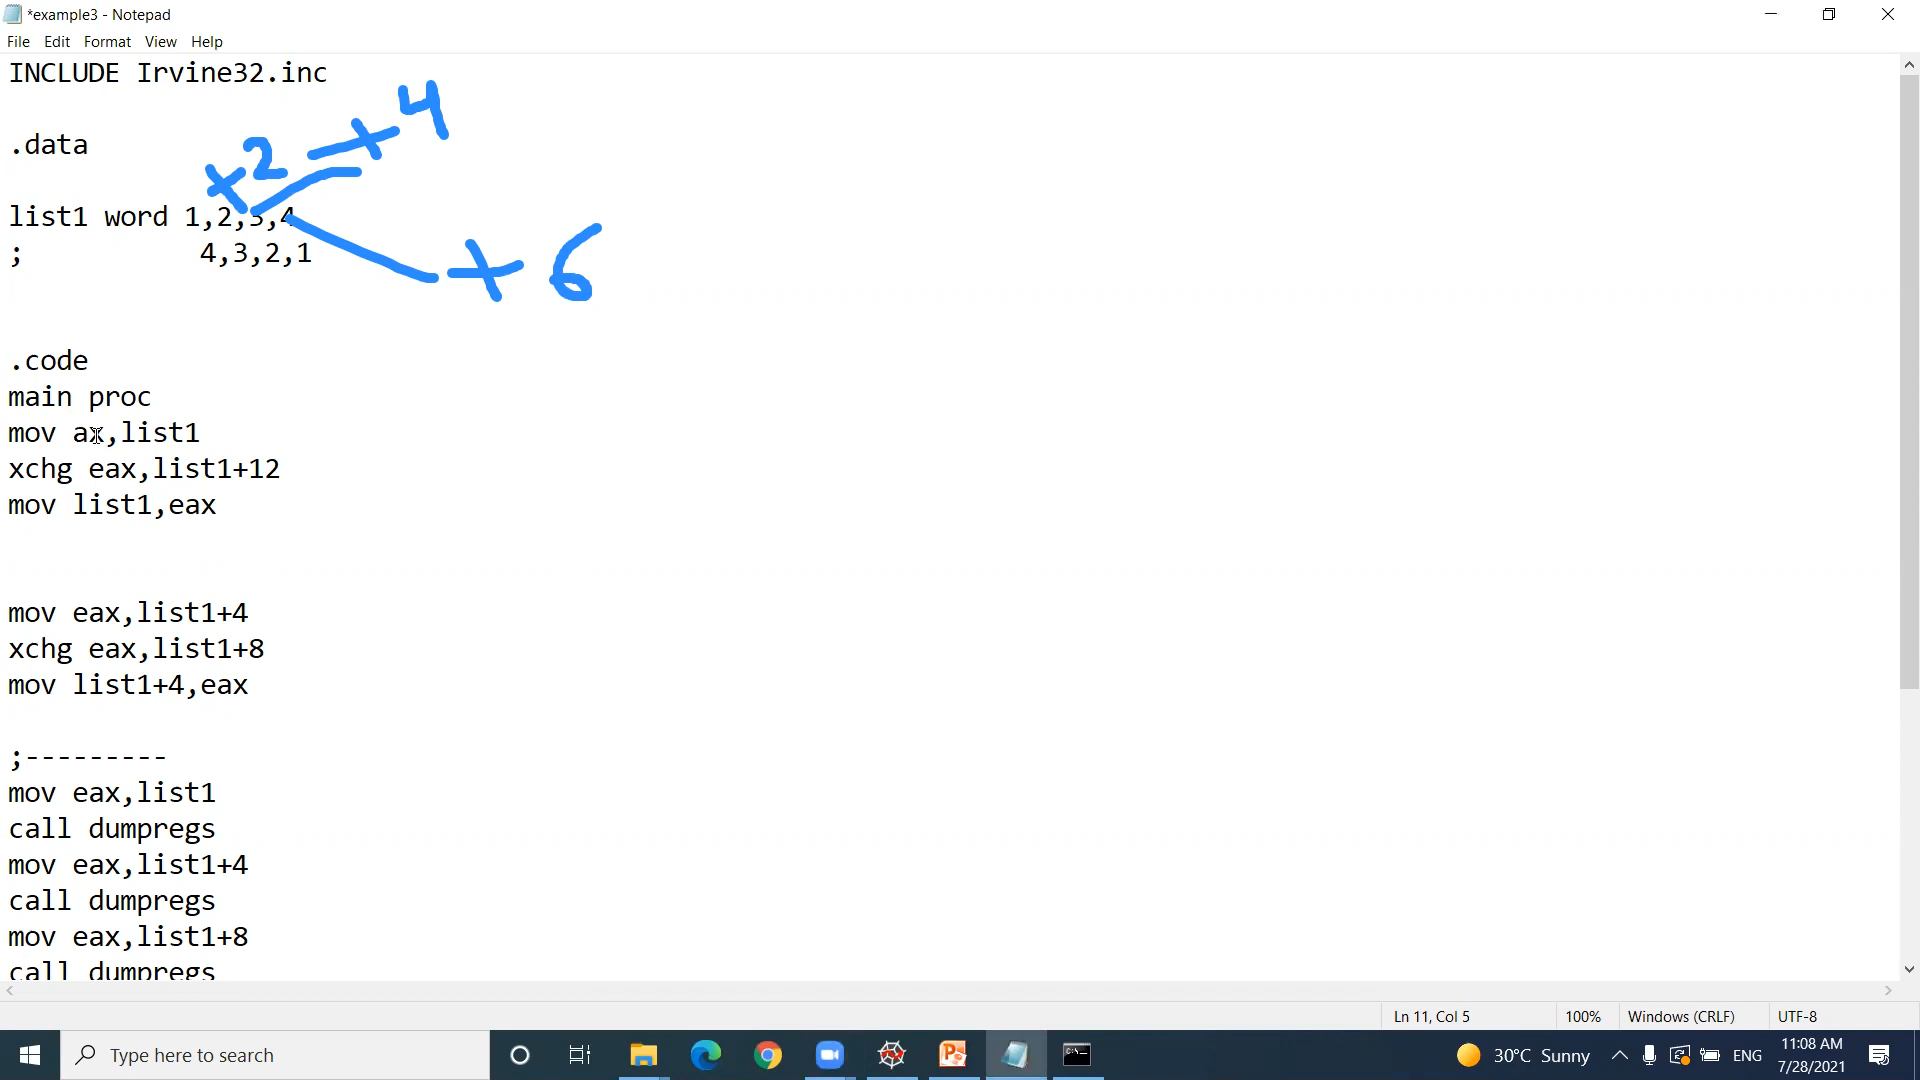 *example3 - Notepad
File Edit Format View Help
INCLUDE Irvine32.inc
+4
.data
+2
list1 word 1,2,3,4
; 4,3,2,1
+6
.code
main proc
mov ax,list1
xchg eax,list1+12
mov list1,eax
mov eax,list1+4
xchg eax,list1+8
mov list1+4,eax
;---------
mov eax,list1
call dumpregs
mov eax,list1+4
call dumpregs
mov eax,list1+8
call dumpregs
Ln 11, Col 5 100% Windows (CRLF) UTF-8
Type here to search 30°C Sunny ENG 11:08 AM
7/28/2021